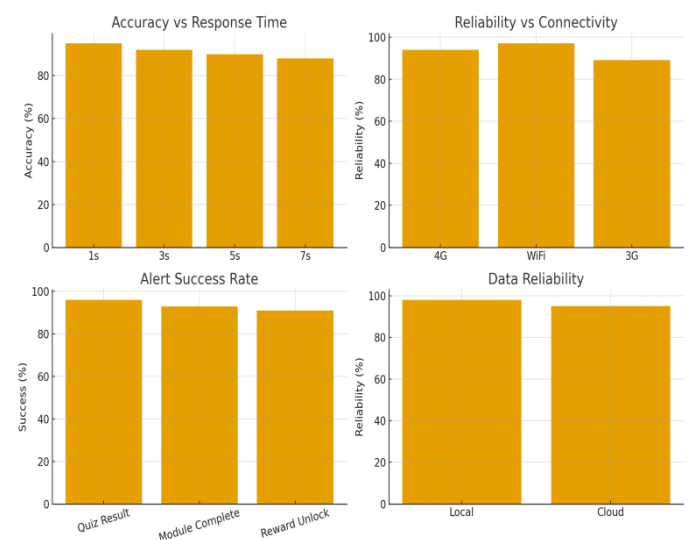 Accuracy vs Response Time
Accuracy (%)
80
60
40
20
0
1s 3s 5s 7s
Reliability vs Connectivity
Reliability (%)
100
80
60
40
20
0
4G WiFi 3G
Alert Success Rate
Success (%)
100
80
60
40
20
0
Quiz Result Module Complete Reward Unlock
Data Reliability
Reliability (%)
100
80
60
40
20
0
Local Cloud